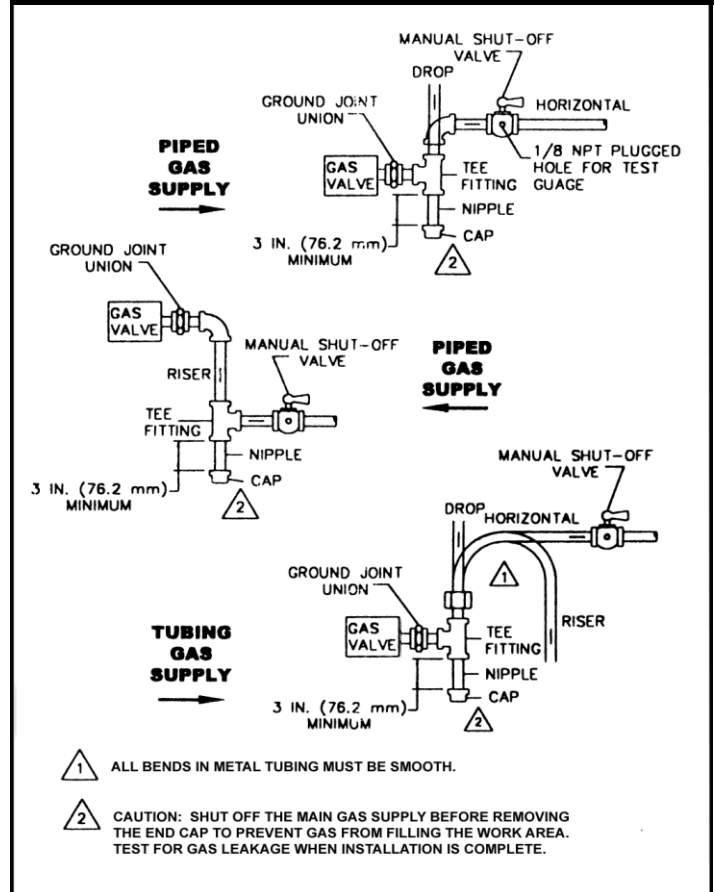 MANUAL SHUT-OFF
VALVE
DROP
GROUND JOINT
UNION
HORIZONTAL
PIPED
GAS
SUPPLY
GAS
VALVE
1/8 NPT PLUGGED
HOLE FOR TEST
GUAGE
TEE
FITTING
NIPPLE
CAP
3 IN. (76.2 mm)
MINIMUM
2
GROUND JOINT
UNION
GAS
VALVE
MANUAL SHUT-OFF
VALVE
RISER
PIPED
GAS
SUPPLY
TEE
FITTING
NIPPLE
CAP
3 IN. (76.2 mm)
MINIMUM
2
MANUAL SHUT-OFF
VALVE
DROP
HORIZONTAL
1
GROUND JOINT
UNION
RISER
TUBING
GAS
SUPPLY
GAS
VALVE
TEE
FITTING
NIPPLE
CAP
3 IN. (76.2 mm)
MINIMUM
2
1 ALL BENDS IN METAL TUBING MUST BE SMOOTH.
2 CAUTION: SHUT OFF THE MAIN GAS SUPPLY BEFORE REMOVING
THE END CAP TO PREVENT GAS FROM FILLING THE WORK AREA.
TEST FOR GAS LEAKAGE WHEN INSTALLATION IS COMPLETE.